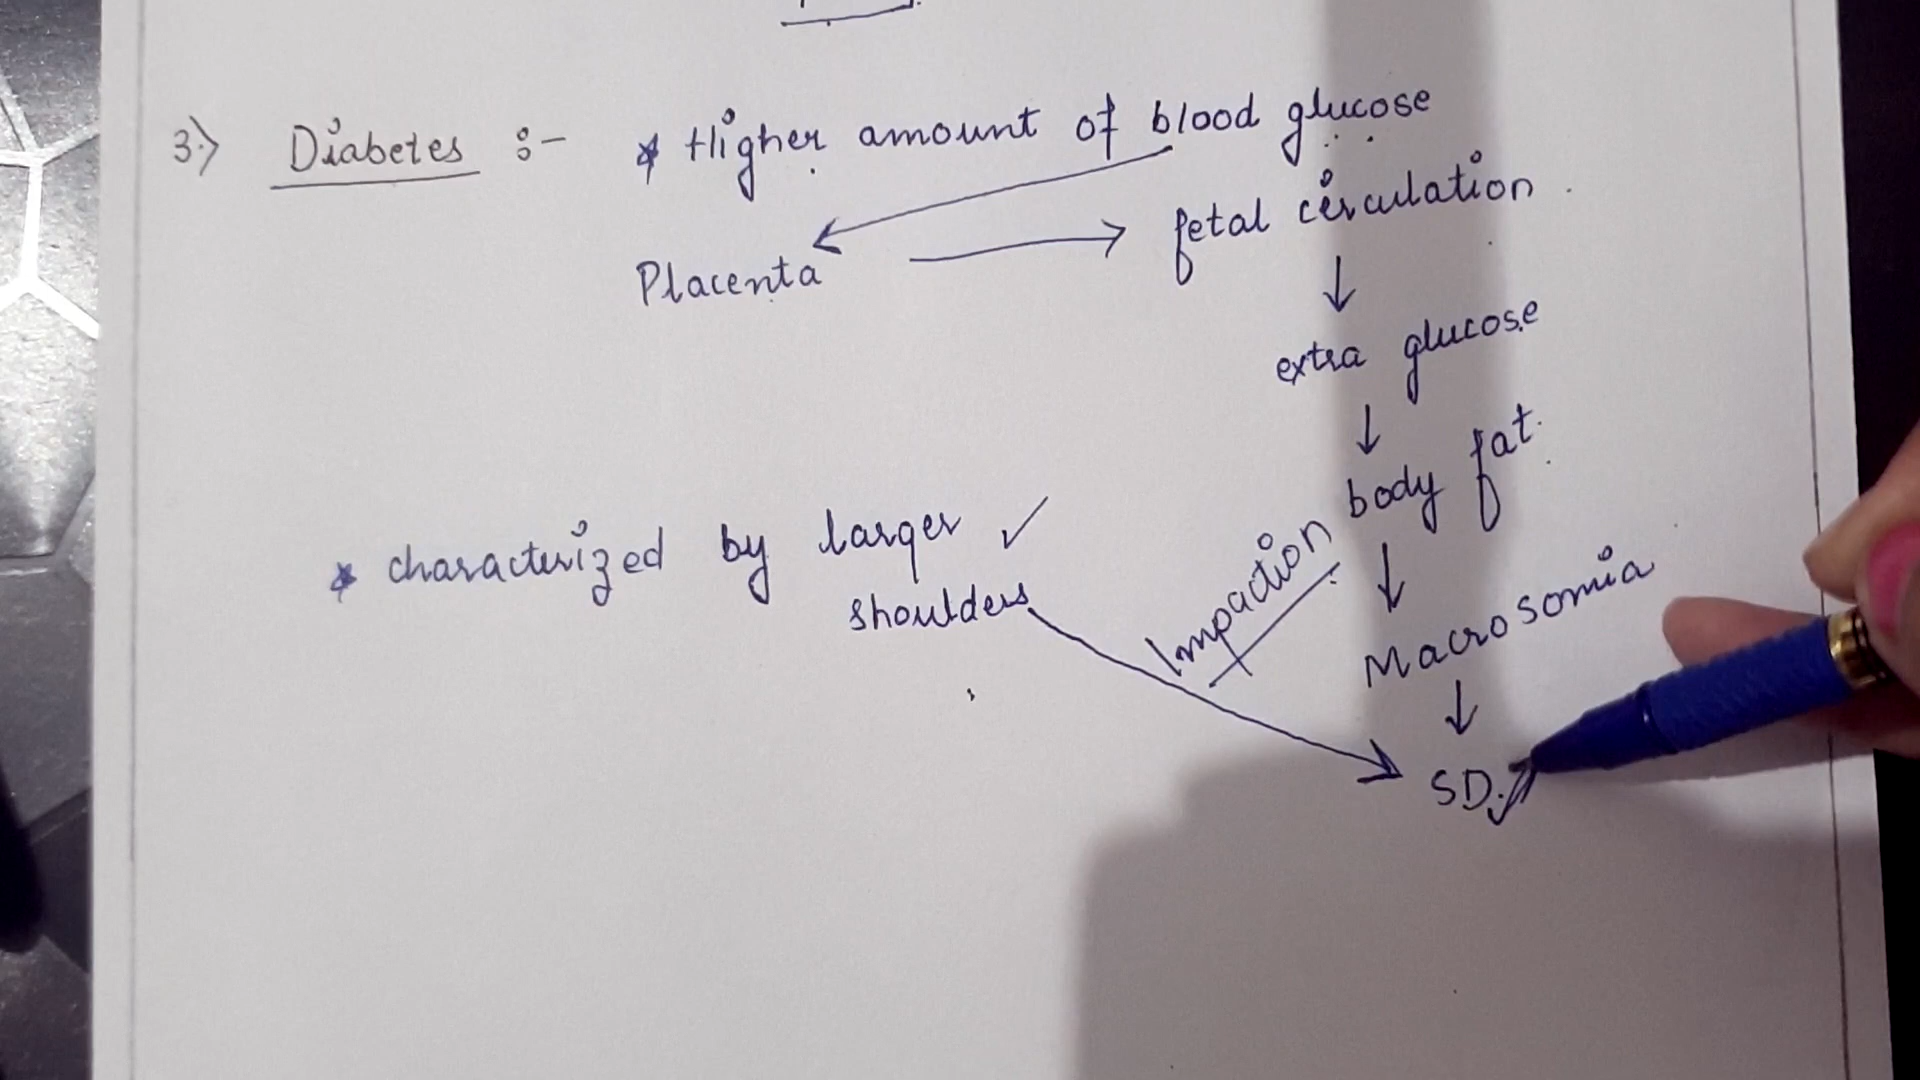 3.) Diabetes :- * Higher amount of blood glucose
Placenta → fetal circulation
↓
extra glucose
↓
body fat.
↓
* characterized by larger ✓
shoulders
Impaction
Macrosomia
↓
SD.